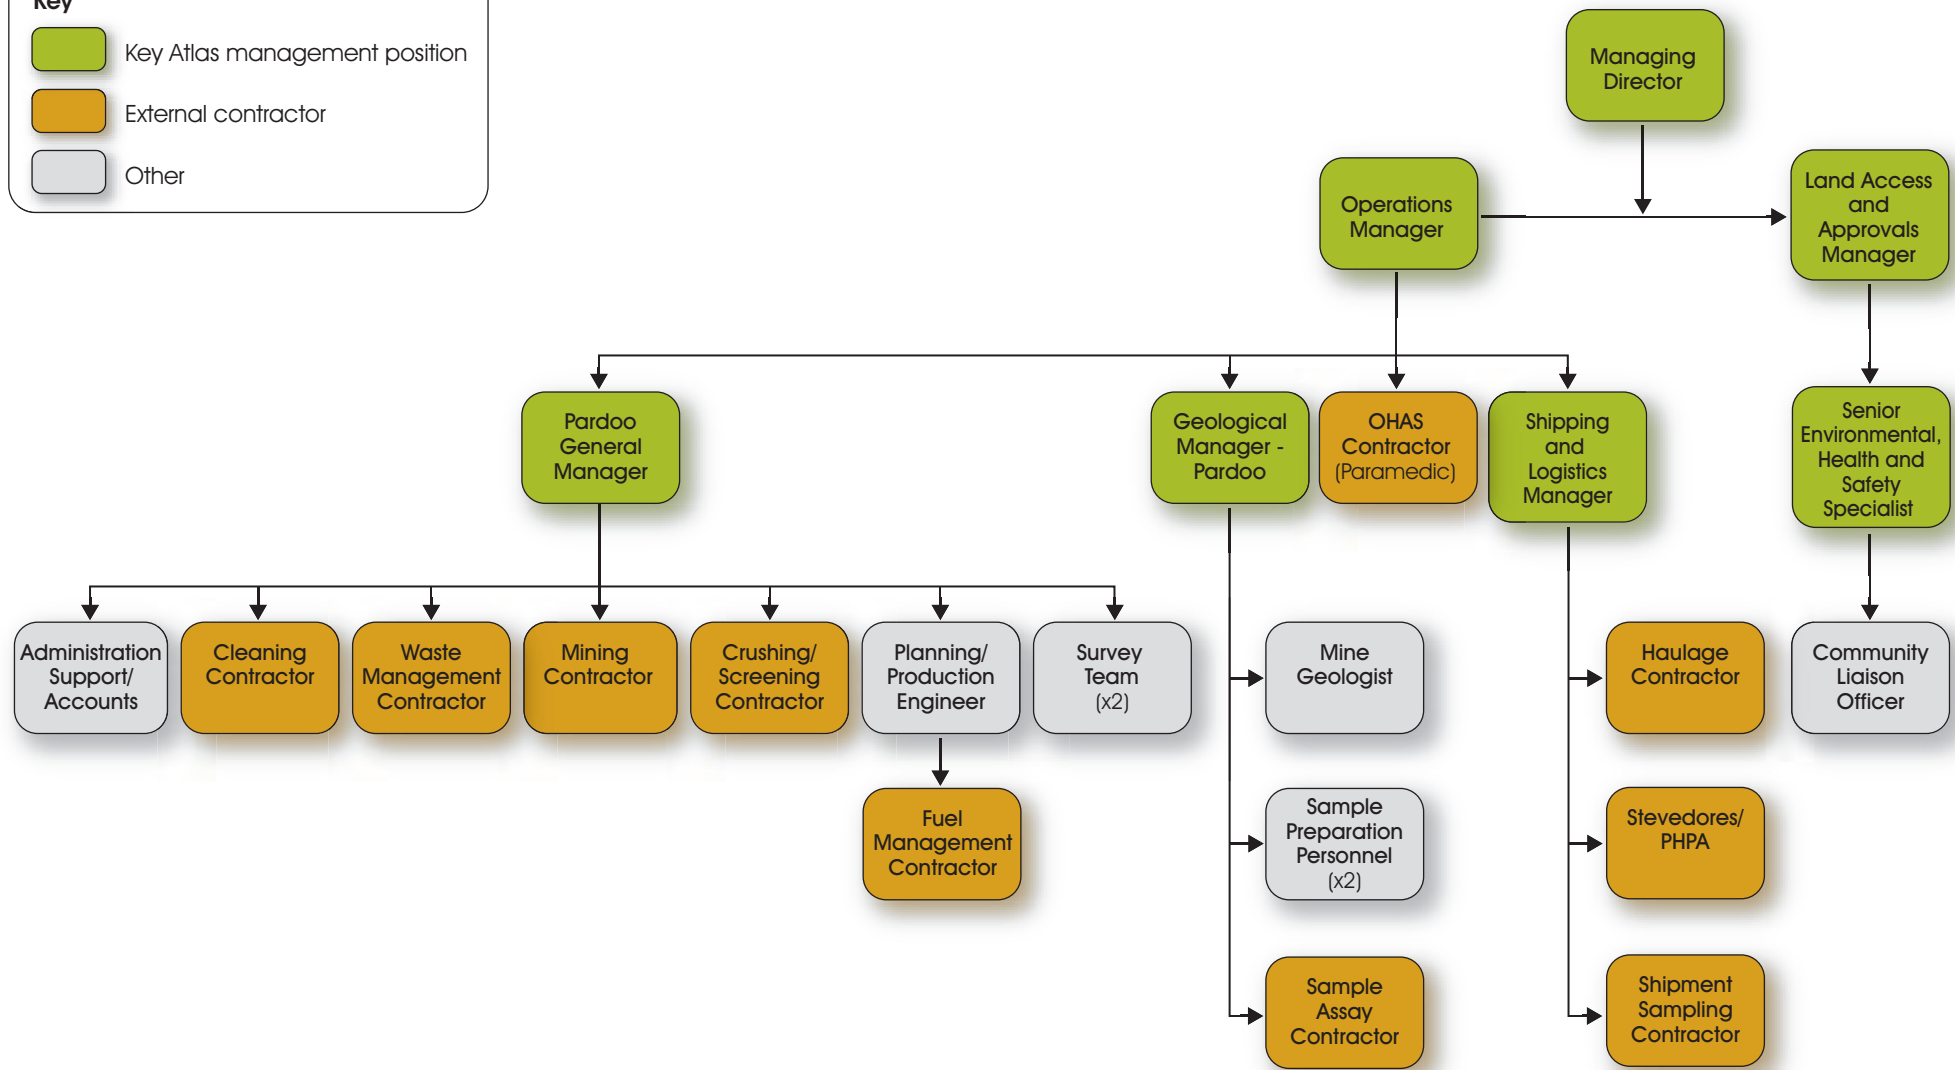 Key
Key Atlas management position
External contractor
Other
Managing
Director
Operations
Manager
Land Access
and
Approvals
Manager
Pardoo
General
Manager
Geological
Manager -
Pardoo
OHAS
Contractor
(Paramedic)
Shipping
and
Logistics
Manager
Senior
Environmental,
Health and
Safety
Specialist
Administration
Support/
Accounts
Cleaning
Contractor
Waste
Management
Contractor
Mining
Contractor
Crushing/
Screening
Contractor
Planning/
Production
Engineer
Survey
Team
(x2)
Mine
Geologist
Haulage
Contractor
Community
Liaison
Officer
Fuel
Management
Contractor
Sample
Preparation
Personnel
(x2)
Stevedores/
PHPA
Sample
Assay
Contractor
Shipment
Sampling
Contractor